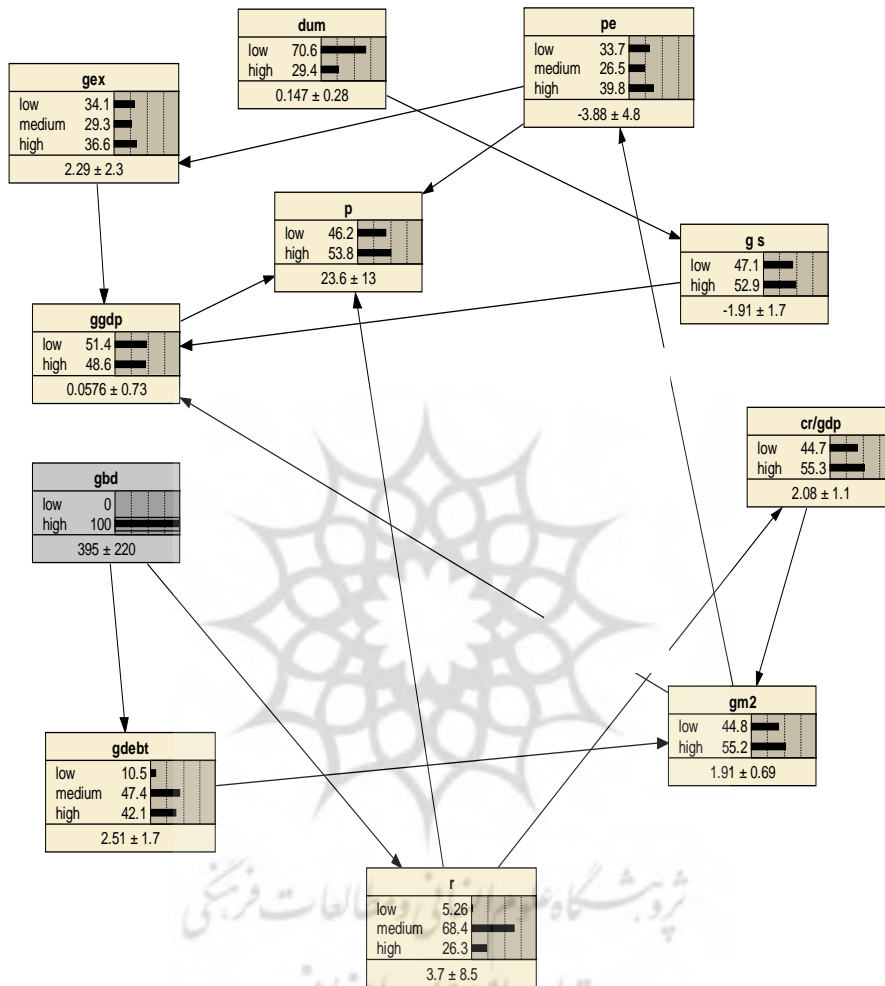 dum
low 70.6
high 29.4
0.147 ± 0.28
pe
low 33.7
medium 26.5
high 39.8
-3.88 ± 4.8
gex
low 34.1
medium 29.3
high 36.6
2.29 ± 2.3
p
low 46.2
high 53.8
23.6 ± 13
g s
low 47.1
high 52.9
-1.91 ± 1.7
ggdp
low 51.4
high 48.6
0.0576 ± 0.73
cr/gdp
low 44.7
high 55.3
2.08 ± 1.1
gbd
low 0
high 100
395 ± 220
gm2
low 44.8
high 55.2
1.91 ± 0.69
gdebt
low 10.5
medium 47.4
high 42.1
2.51 ± 1.7
r
low 5.26
medium 68.4
high 26.3
3.7 ± 8.5
پژوهشگاه علوم انسانی و مطالعات فرهنگی